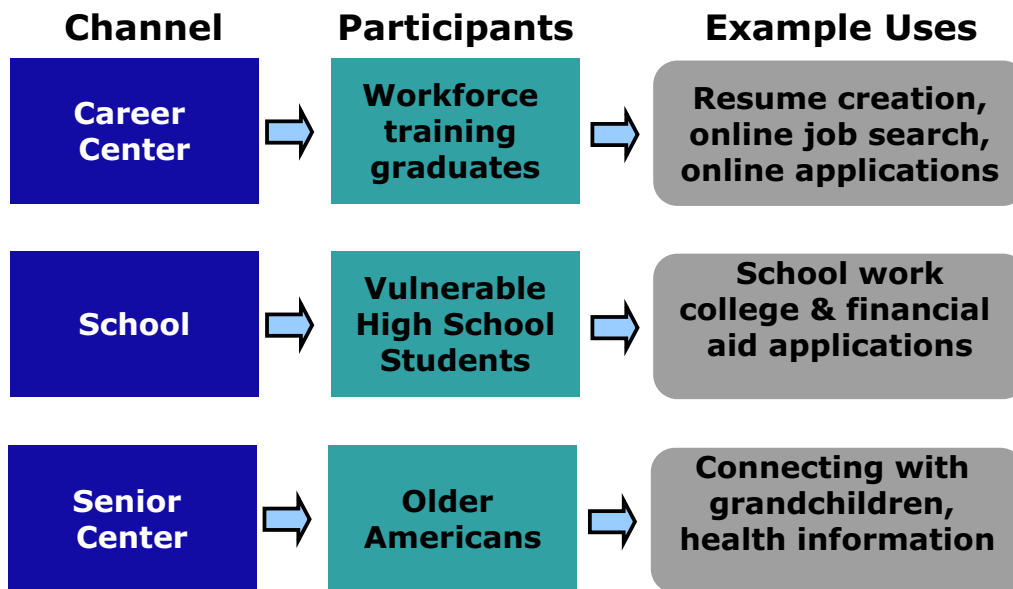 Channel
Participants
Example Uses
Career
Center
Workforce
training
graduates
Resume creation,
online job search,
online applications
School
Vulnerable
High School
Students
School work
college & financial
aid applications
Senior
Center
Older
Americans
Connecting with
grandchildren,
health information